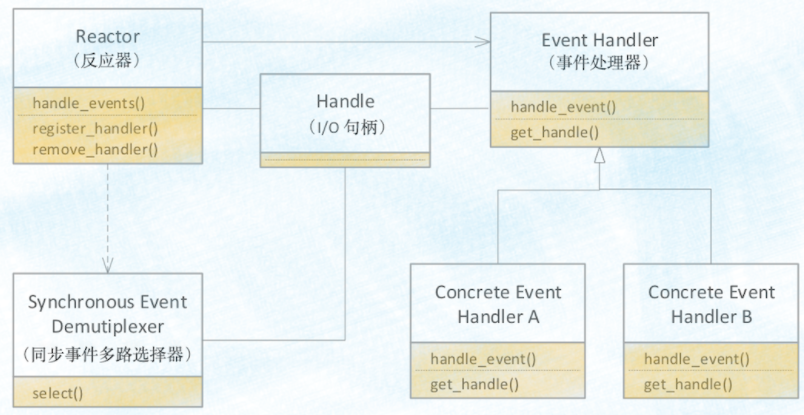 Reactor
（反应器）
handle_events()
register_handler()
remove_handler()
Handle
（I/O 句柄）
Event Handler
（事件处理器）
handle_event()
get_handle()
Synchronous Event
Demutiplexer
（同步事件多路选择器）
select()
Concrete Event
Handler A
handle_event()
get_handle()
Concrete Event
Handler B
handle_event()
get_handle()